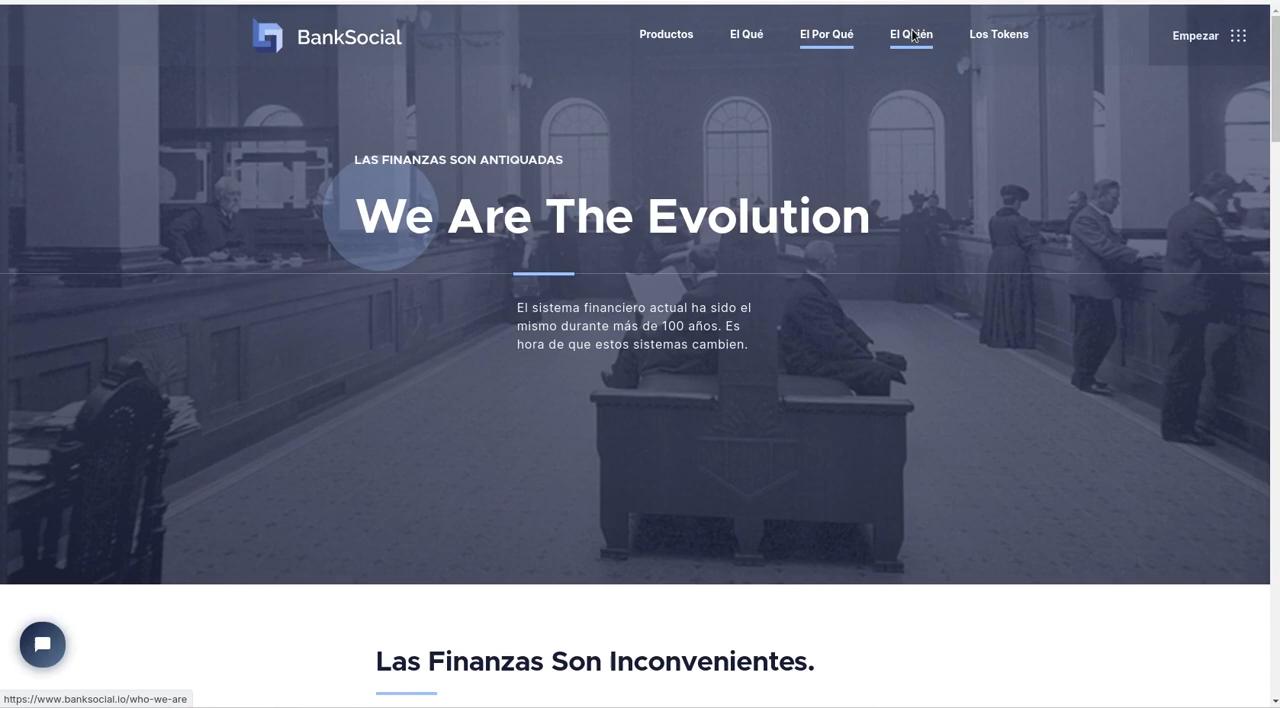 BankSocial
Productos
El Qué
El Por Qué
El Quién
Los Tokens
Empezar
LAS FINANZAS SON ANTIQUADAS
We Are The Evolution
El sistema financiero actual ha sido el
mismo durante más de 100 años. Es
hora de que estos sistemas cambien.
Las Finanzas Son Inconvenientes.
https://www.banksocial.io/who-we-are